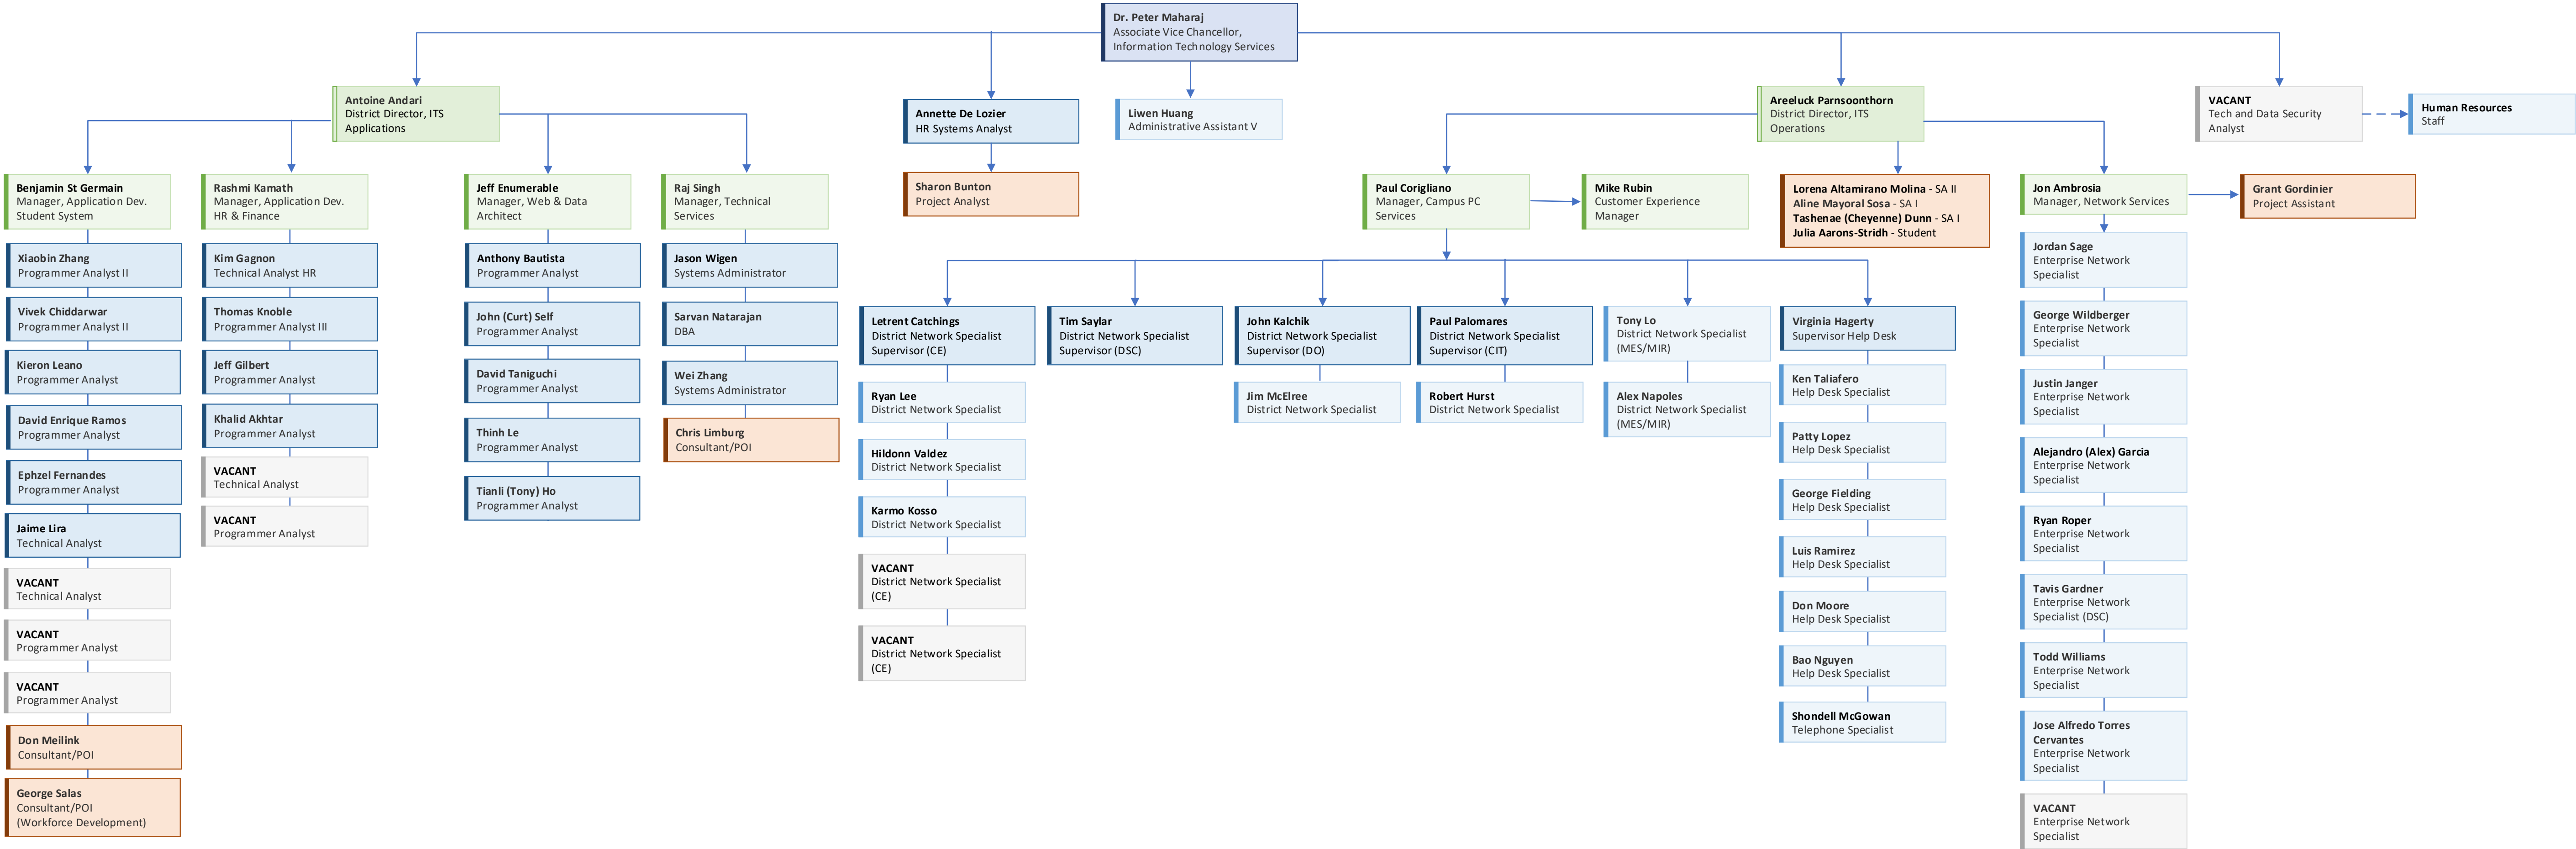 Dr. Peter Maharaj
Associate Vice Chancellor,
Information Technology Services
Antoine Andari
District Director, ITS
Applications
Annette De Lozier
HR Systems Analyst
Sharon Bunton
Project Analyst
Liwen Huang
Administrative Assistant V
Areeluck Parnsoonthorn
District Director, ITS
Operations
VACANT
Tech and Data Security
Analyst
Human Resources
Staff
Benjamin St Germain
Manager, Application Dev.
Student System
Xiaobin Zhang
Programmer Analyst II
Vivek Chiddarwar
Programmer Analyst II
Kieron Leano
Programmer Analyst
David Enrique Ramos
Programmer Analyst
Ephzel Fernandes
Programmer Analyst
Jaime Lira
Technical Analyst
VACANT
Technical Analyst
VACANT
Programmer Analyst
VACANT
Programmer Analyst
Don Meilink
Consultant/POI
George Salas
Consultant/POI
(Workforce Development)
Rashmi Kamath
Manager, Application Dev.
HR & Finance
Kim Gagnon
Technical Analyst HR
Thomas Knoble
Programmer Analyst III
Jeff Gilbert
Programmer Analyst
Khalid Akhtar
Programmer Analyst
VACANT
Technical Analyst
VACANT
Programmer Analyst
Jeff Enumerable
Manager, Web & Data
Architect
Anthony Bautista
Programmer Analyst
John (Curt) Self
Programmer Analyst
David Taniguchi
Programmer Analyst
Thinh Le
Programmer Analyst
Tianli (Tony) Ho
Programmer Analyst
Raj Singh
Manager, Technical
Services
Jason Wigen
Systems Administrator
Sarvan Natarajan
DBA
Wei Zhang
Systems Administrator
Chris Limburg
Consultant/POI
Paul Corigliano
Manager, Campus PC
Services
Mike Rubin
Customer Experience
Manager
Lorena Altamirano Molina - SA II
Aline Mayoral Sosa - SA I
Tashenae (Cheyenne) Dunn - SA I
Julia Aarons-Stridh - Student
Jon Ambrosia
Manager, Network Services
Grant Gordinier
Project Assistant
Letrent Catchings
District Network Specialist
Supervisor (CE)
Ryan Lee
District Network Specialist
Hildonn Valdez
District Network Specialist
Karmo Kosso
District Network Specialist
VACANT
District Network Specialist
(CE)
VACANT
District Network Specialist
(CE)
Tim Saylar
District Network Specialist
Supervisor (DSC)
John Kalchik
District Network Specialist
Supervisor (DO)
Jim McElree
District Network Specialist
Paul Palomares
District Network Specialist
Supervisor (CIT)
Robert Hurst
District Network Specialist
Tony Lo
District Network Specialist
(MES/MIR)
Alex Napoles
District Network Specialist
(MES/MIR)
Virginia Hagerty
Supervisor Help Desk
Ken Taliafero
Help Desk Specialist
Patty Lopez
Help Desk Specialist
George Fielding
Help Desk Specialist
Luis Ramirez
Help Desk Specialist
Don Moore
Help Desk Specialist
Bao Nguyen
Help Desk Specialist
Shondell McGowan
Telephone Specialist
Jordan Sage
Enterprise Network
Specialist
George Wildberger
Enterprise Network
Specialist
Justin Janger
Enterprise Network
Specialist
Alejandro (Alex) Garcia
Enterprise Network
Specialist
Ryan Roper
Enterprise Network
Specialist
Tavis Gardner
Enterprise Network
Specialist (DSC)
Todd Williams
Enterprise Network
Specialist
Jose Alfredo Torres
Cervantes
Enterprise Network
Specialist
VACANT
Enterprise Network
Specialist